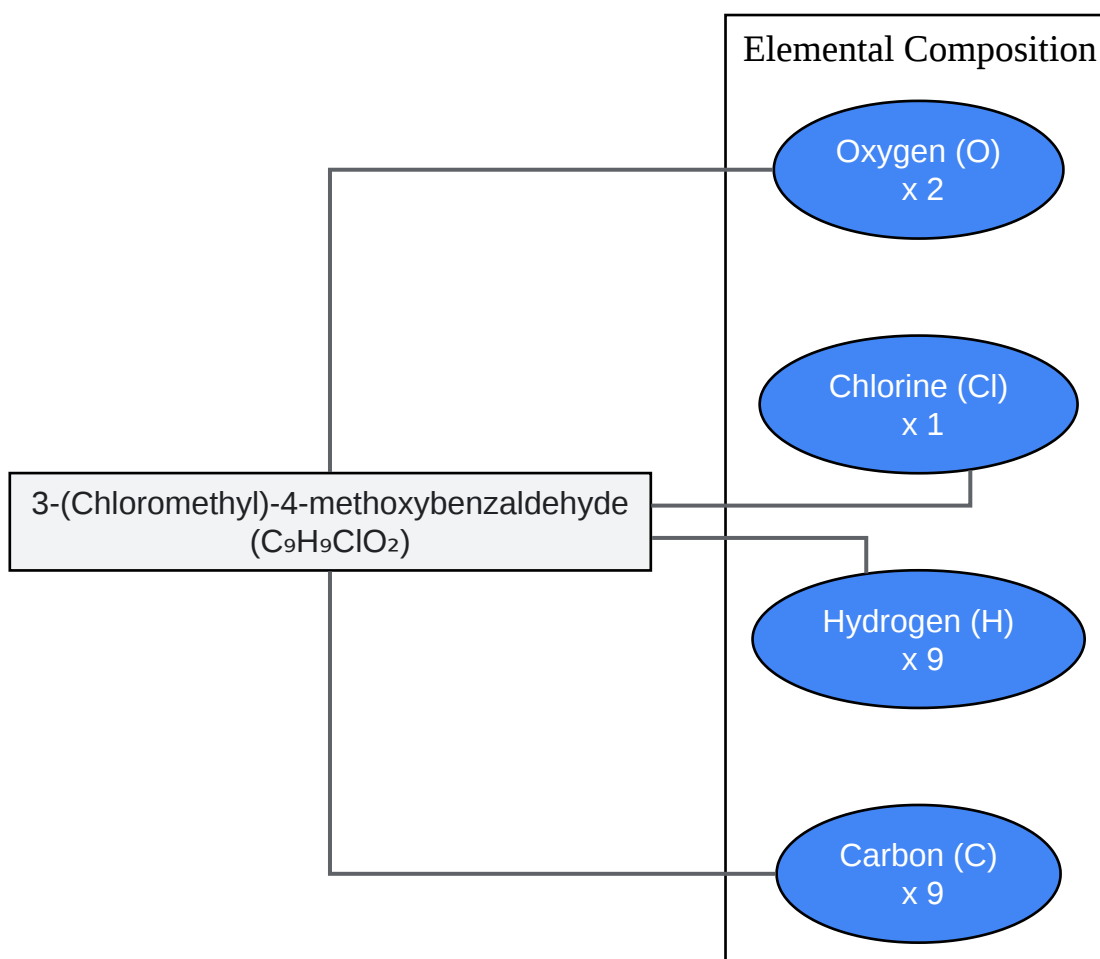 Elemental Composition
Oxygen (O)
x 2
Chlorine (Cl)
x 1
3-(Chloromethyl)-4-methoxybenzaldehyde
(C₉H₉ClO₂)
Hydrogen (H)
x 9
Carbon (C)
x 9